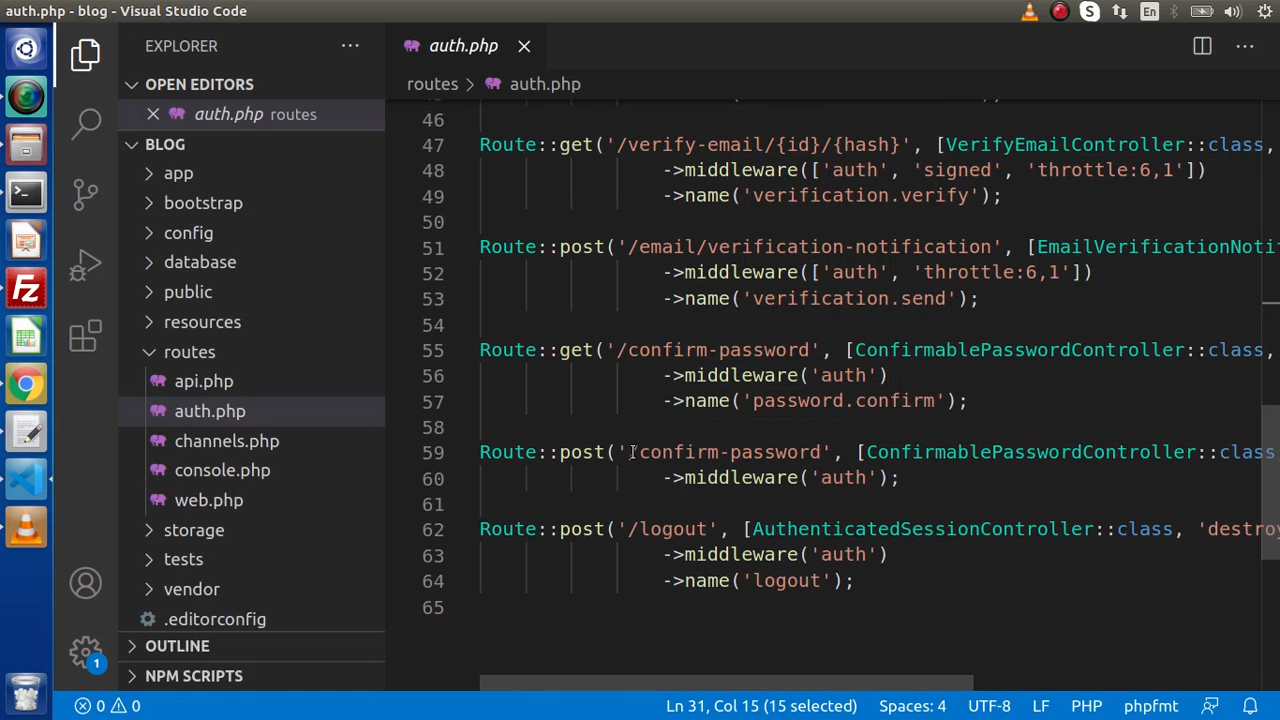 auth.php - blog - Visual Studio Code
S
En
EXPLORER
OPEN EDITORS
auth.php routes
BLOG
app
bootstrap
config
database
public
resources
routes
api.php
auth.php
channels.php
console.php
web.php
storage
tests
vendor
.editorconfig
OUTLINE
NPM SCRIPTS
Fz
1
auth.php
routes > auth.php
46
47 Route::get('/verify-email/{id}/{hash}', [VerifyEmailController::class,
48 ->middleware(['auth', 'signed', 'throttle:6,1'])
49 ->name('verification.verify');
50
51 Route::post('/email/verification-notification', [EmailVerificationNoti
52 ->middleware(['auth', 'throttle:6,1'])
53 ->name('verification.send');
54
55 Route::get('/confirm-password', [ConfirmablePasswordController::class,
56 ->middleware('auth')
57 ->name('password.confirm');
58
59 Route::post('/confirm-password', [ConfirmablePasswordController::class
60 ->middleware('auth');
61
62 Route::post('/logout', [AuthenticatedSessionController::class, 'destroy
63 ->middleware('auth')
64 ->name('logout');
65
0 0 Ln 31, Col 15 (15 selected) Spaces: 4 UTF-8 LF PHP phpfmt